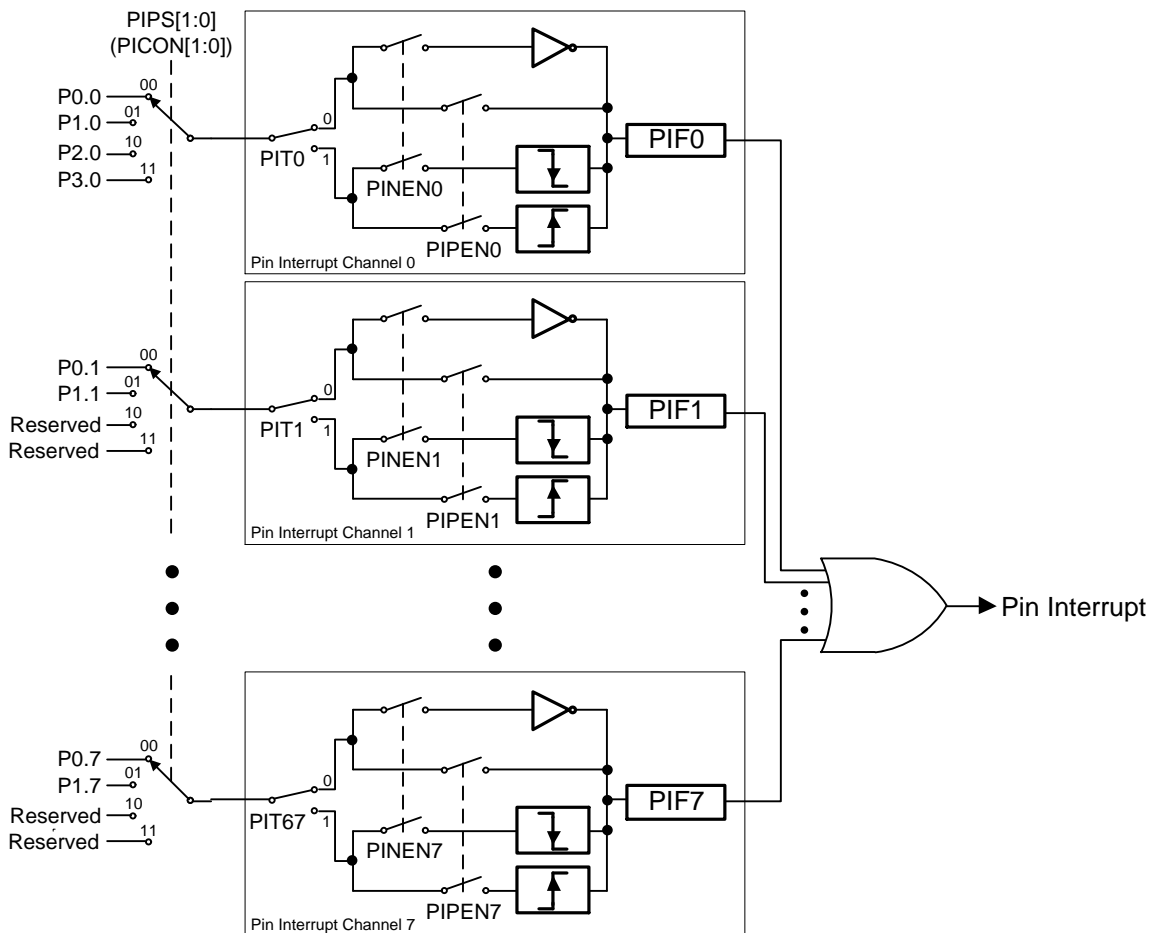 PIPS[1:0]
(PICON[1:0])
P0.0
00
P1.0
01
P2.0
10
P3.0
11
PIT0
0
1
PINEN0
PIPEN0
PIF0
Pin Interrupt Channel 0
P0.1
00
P1.1
01
Reserved
10
Reserved
11
PIT1
0
1
PINEN1
PIPEN1
PIF1
Pin Interrupt Channel 1
Pin Interrupt
P0.7
00
P1.7
01
Reserved
10
Reserved
11
PIT67
0
1
PINEN7
PIPEN7
PIF7
Pin Interrupt Channel 7